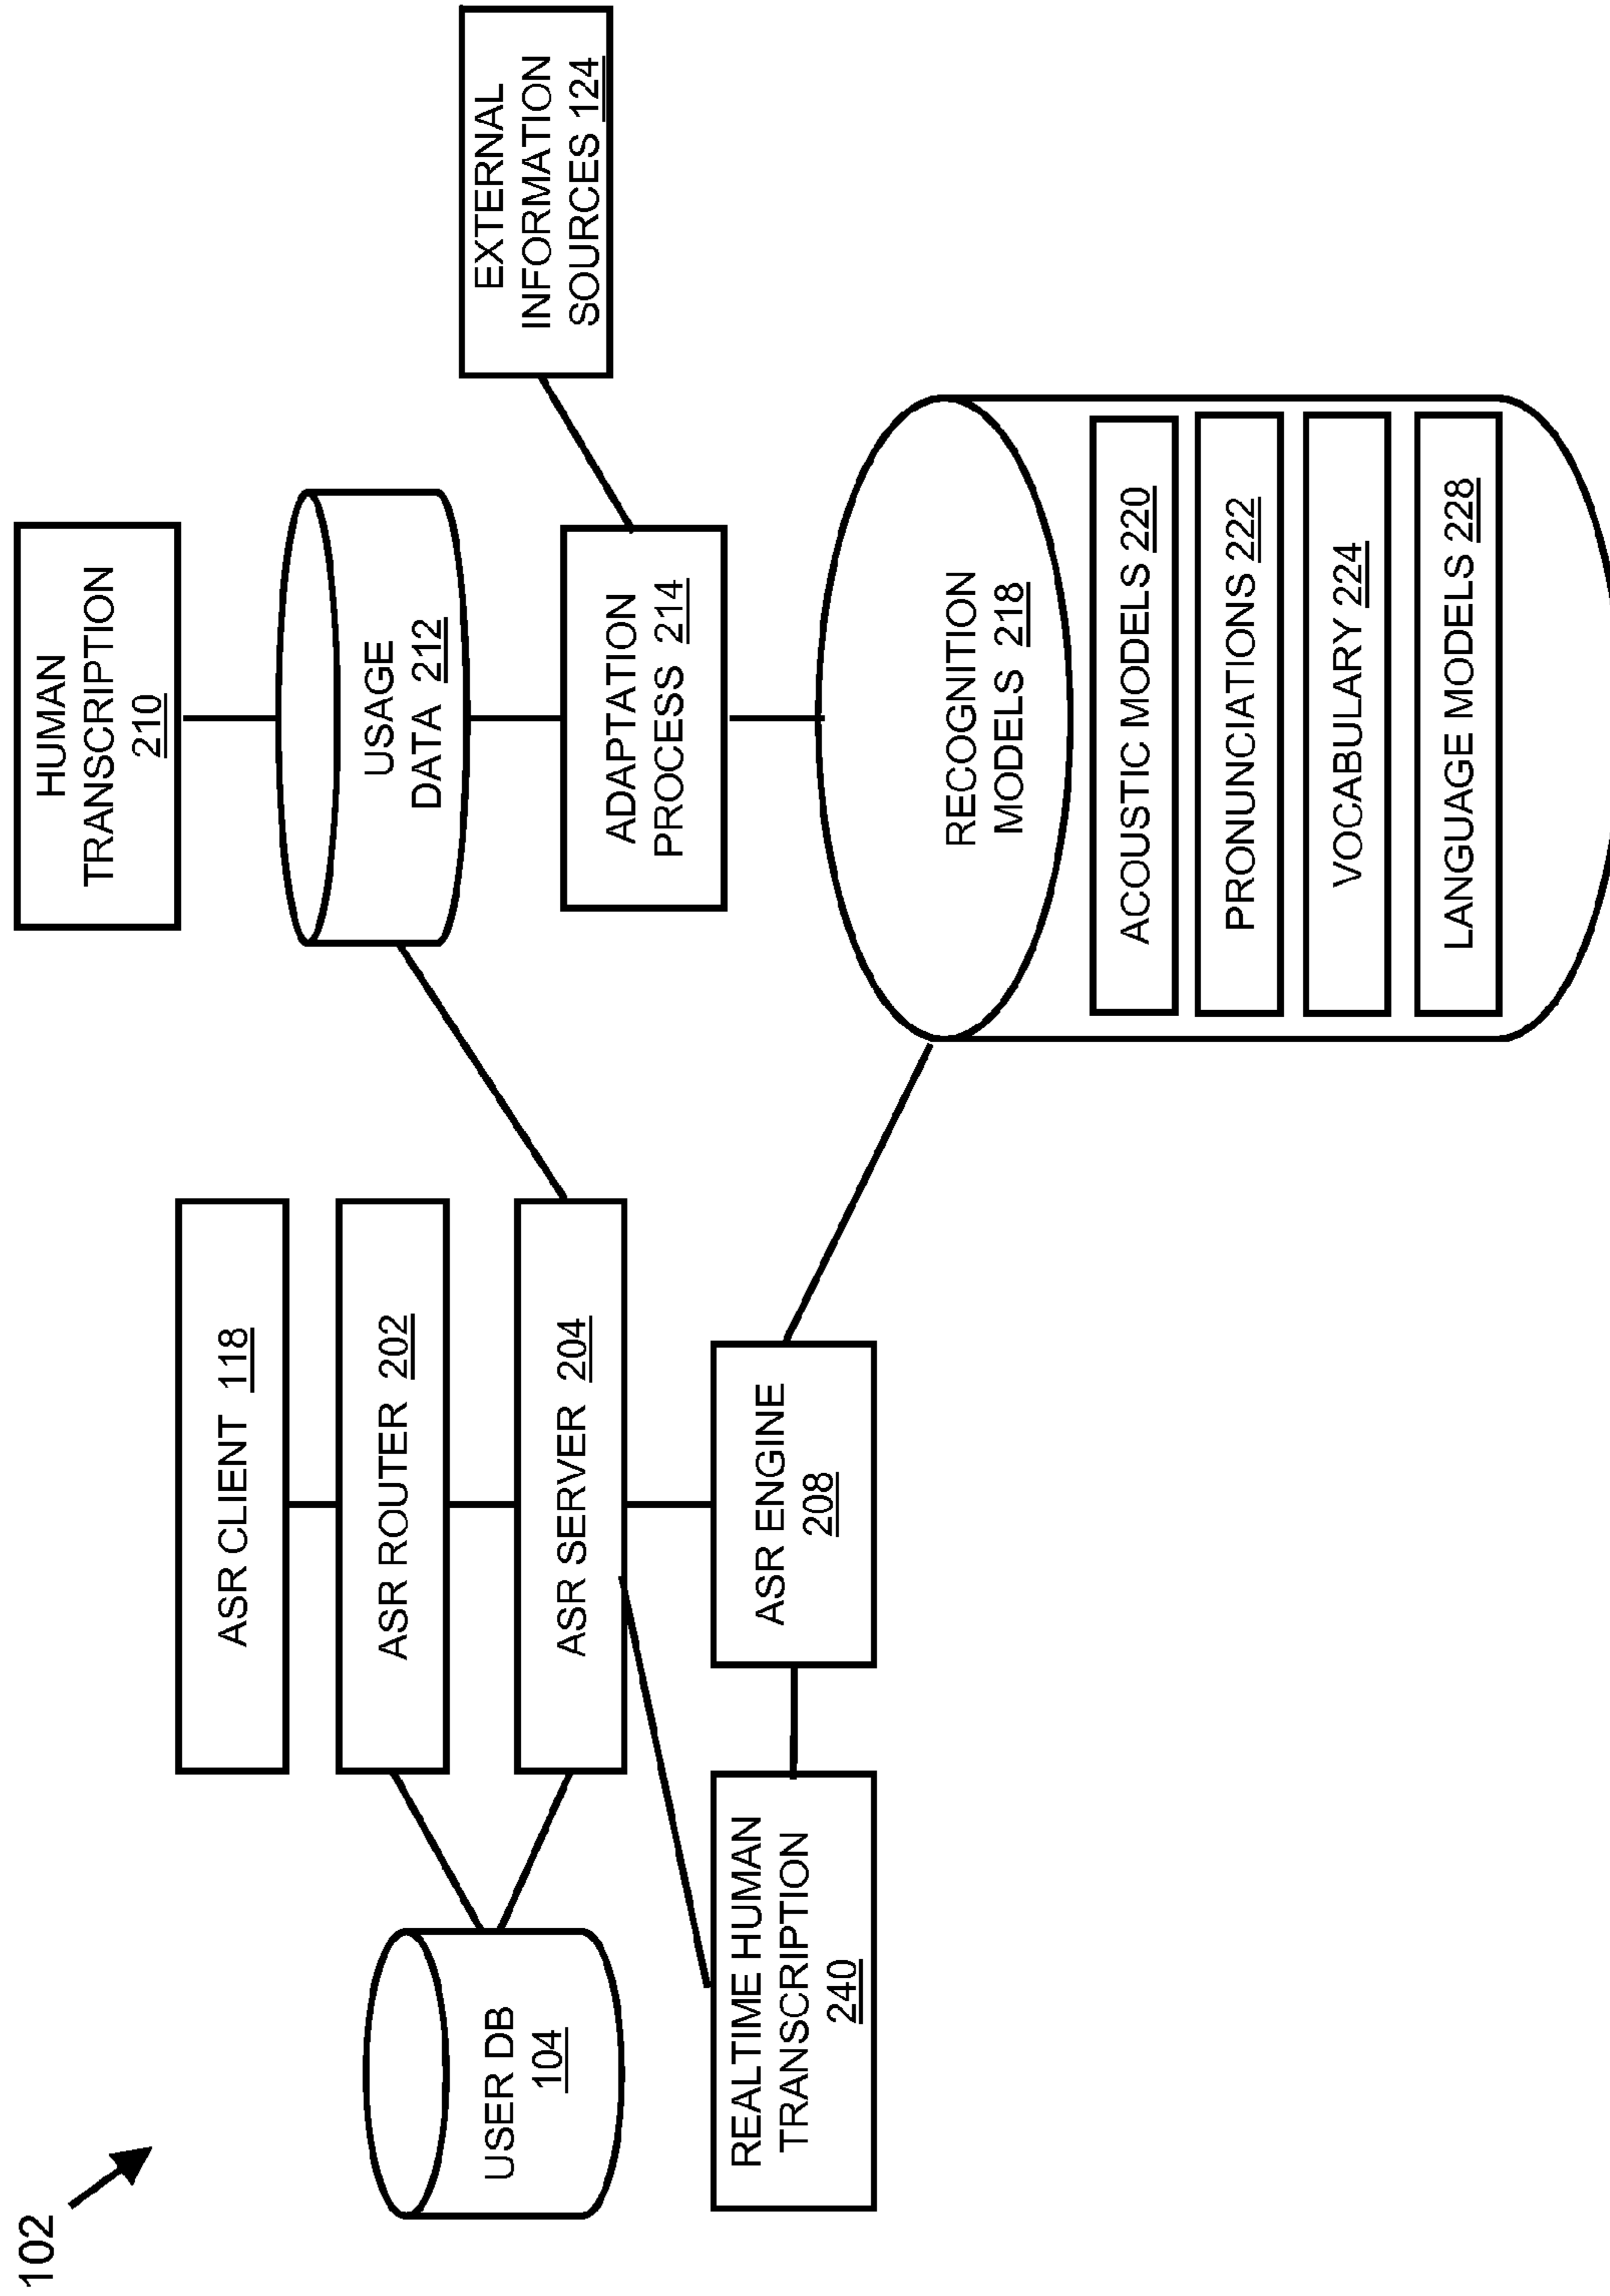 102
USER DB
104
ASR CLIENT 118
ASR ROUTER 202
ASR SERVER 204
REALTIME HUMAN
TRANSCRIPTION
240
ASR ENGINE
208
HUMAN
TRANSCRIPTION
210
USAGE
DATA 212
ADAPTATION
PROCESS 214
EXTERNAL
INFORMATION
SOURCES 124
RECOGNITION
MODELS 218
ACOUSTIC MODELS 220
PRONUNCIATIONS 222
VOCABULARY 224
LANGUAGE MODELS 228